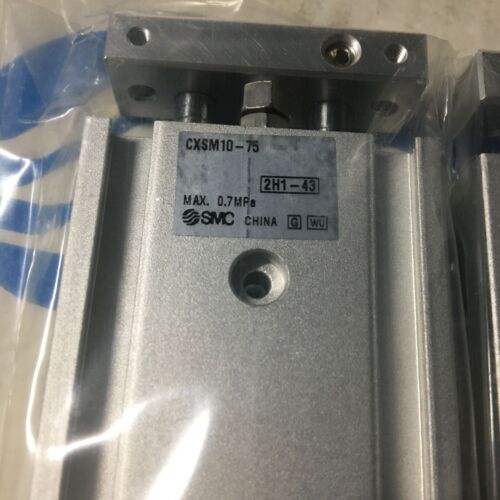 CXSM10-75
2H1-43
MAX. 0.7MPa
SMC CHINA G WU